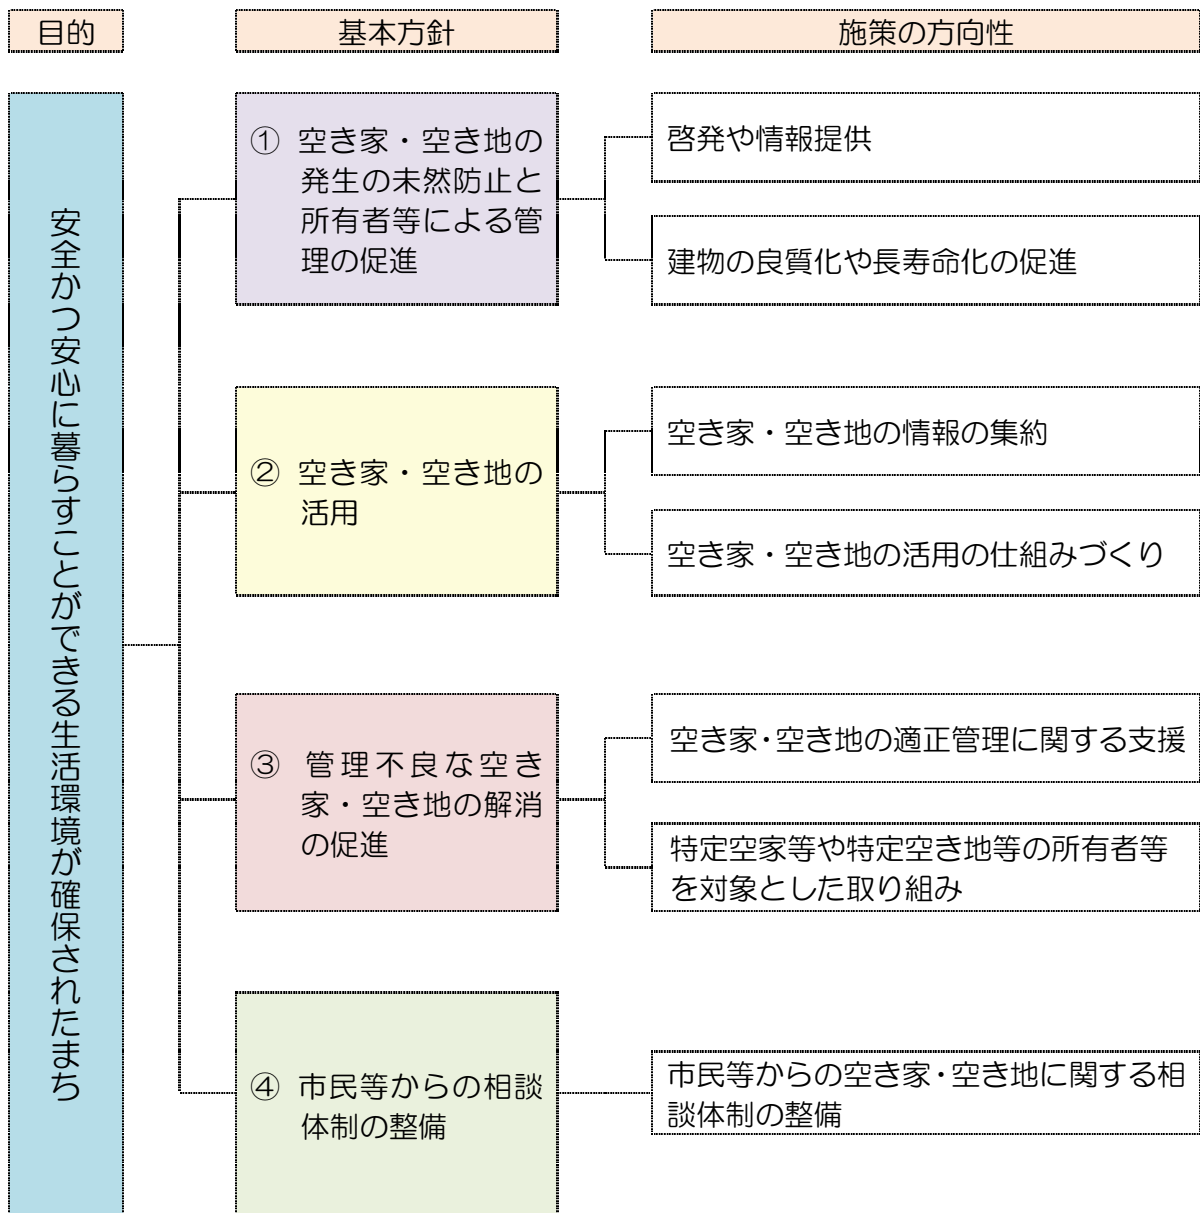 目的
基本方針
施策の方向性
安全かつ安心に暮らすことができる生活環境が確保されたまち
① 空き家・空き地の
発生の未然防止と
所有者等による管
理の促進
啓発や情報提供
建物の良質化や長寿命化の促進
② 空き家・空き地の
活用
空き家・空き地の情報の集約
空き家・空き地の活用の仕組みづくり
③ 管理不良な空き
家・空き地の解消
の促進
空き家・空き地の適正管理に関する支援
特定空家等や特定空き地等の所有者等
を対象とした取り組み
④ 市民等からの相談
体制の整備
市民等からの空き家・空き地に関する相
談体制の整備